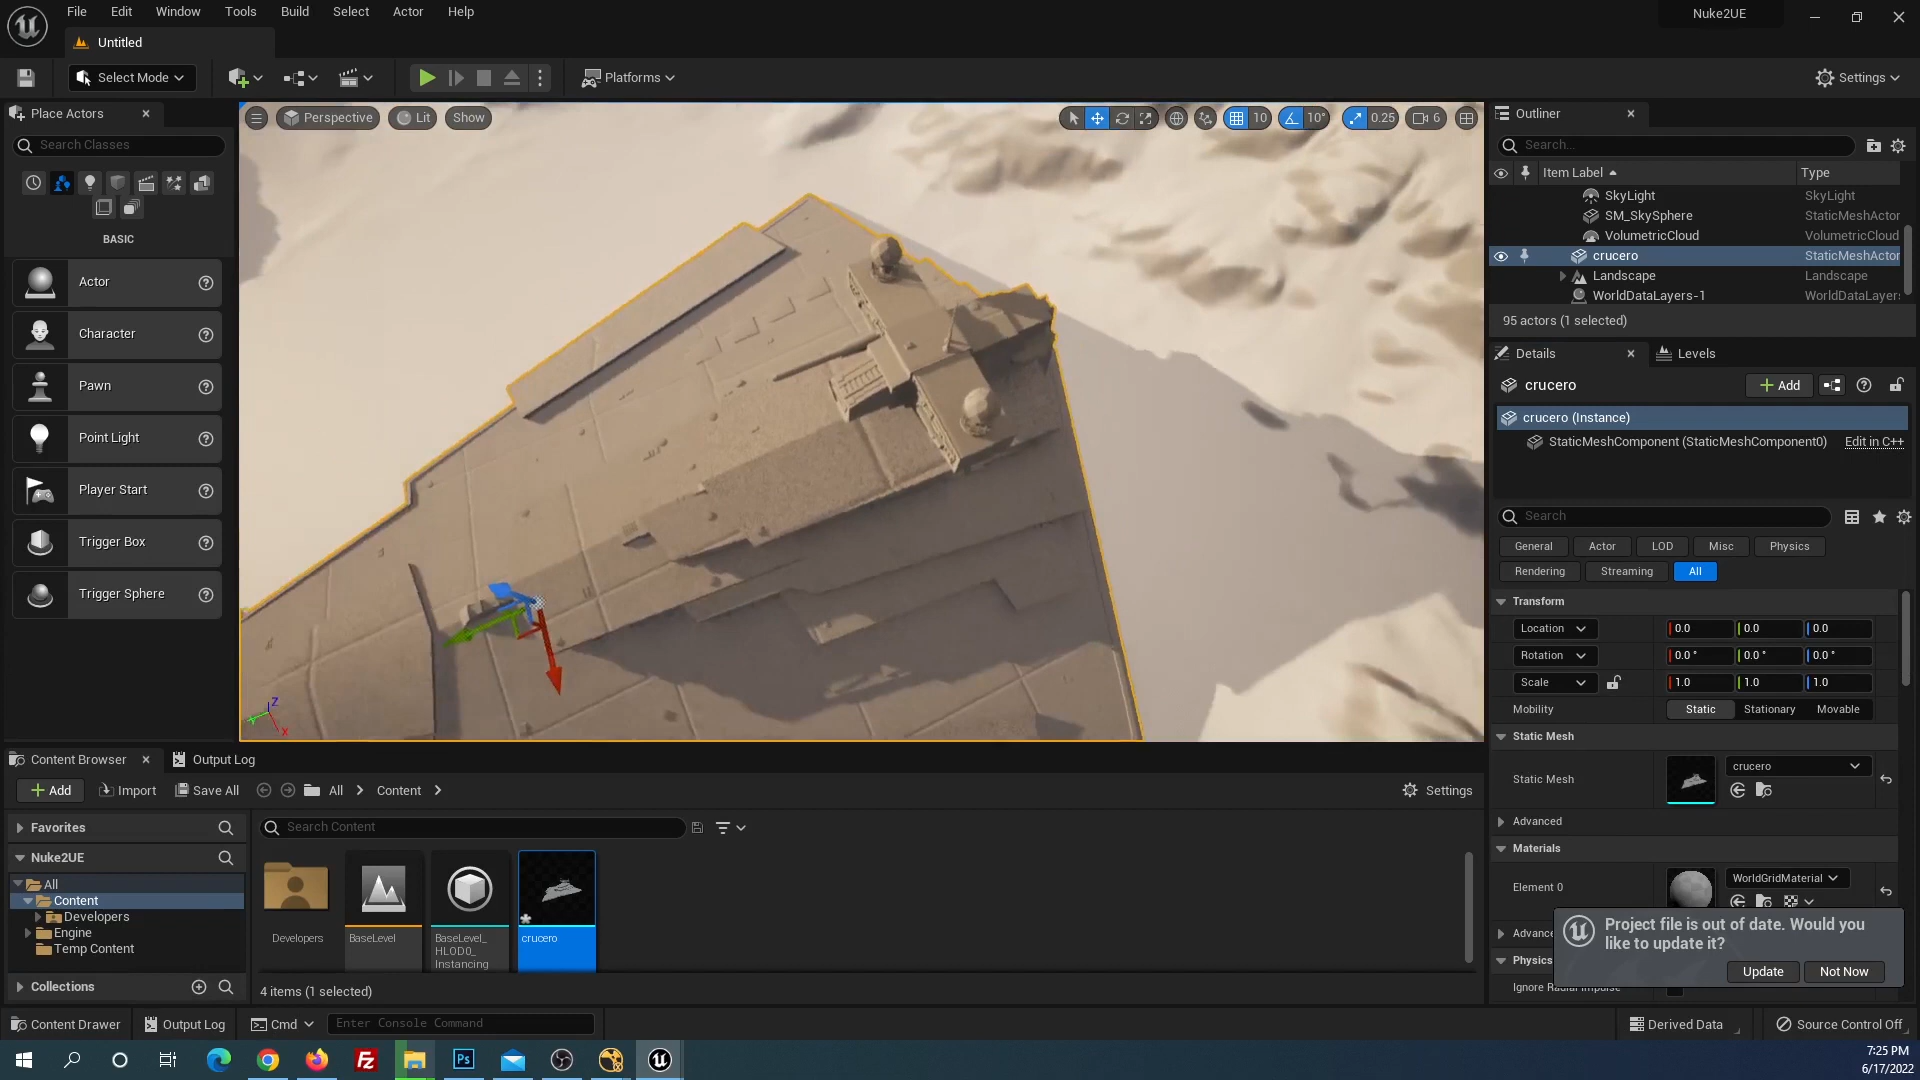 File Edit Window Tools Build Select Actor Help
Nuke2UE
Untitled
Select Mode
Platforms
Settings
Place Actors
Search Classes
BASIC
Actor
Character
Pawn
Point Light
Player Start
Trigger Box
Trigger Sphere
Perspective
Lit
Show
10
10°
0.25
6
Z
X
Outliner
Search...
Item Label
Type
SkyLight SkyLight
SM_SkySphere StaticMeshActor
VolumetricCloud VolumetricCloud
crucero StaticMeshActor
Landscape Landscape
WorldDataLayers-1 WorldDataLayer
95 actors (1 selected)
Details
Levels
crucero
Add
crucero (Instance)
StaticMeshComponent (StaticMeshComponent0) Edit in C++
Search
General Actor LOD Misc Physics
Rendering Streaming All
Transform
Location 0.0 0.0 0.0
Rotation 0.0° 0.0° 0.0°
Scale 1.0 1.0 1.0
Mobility Static Stationary Movable
Static Mesh
Static Mesh crucero
Advanced
Materials
Element 0 WorldGridMaterial
Advance
Physics
Ignore Radial Impulse
Project file is out of date. Would you
like to update it?
Update Not Now
Content Browser
Output Log
Add Import Save All All Content
Settings
Favorites
Nuke2UE
All
Content
Developers
Engine
Temp Content
Collections
Search Content
Developers
BaseLevel
BaseLevel_
HLOD0_
Instancing
crucero
4 items (1 selected)
Content Drawer Output Log Cmd Enter Console Command
Derived Data Source Control Off
Fz
Ps
7:25 PM
6/17/2022